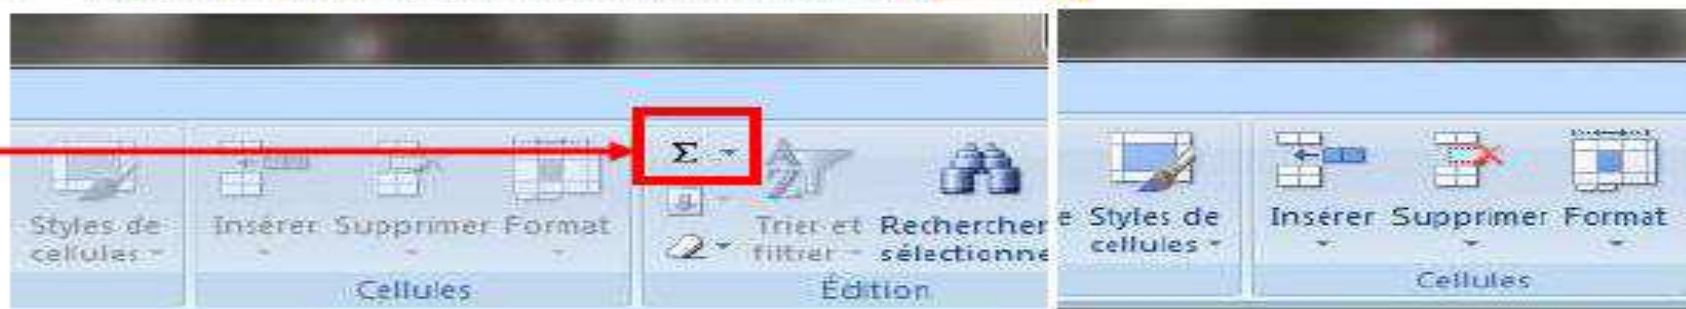 Σ
Styles de
cellules
Insérer Supprimer Format
Trier et
filtrer
Rechercher
sélectionne
Cellules
Édition
e Styles de
cellules
Insérer Supprimer Format
Cellules